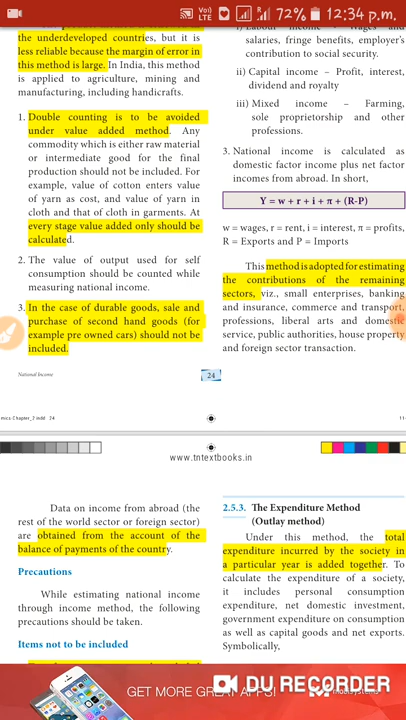 Vo))
LTE
72% 12:34 p.m.
the underdeveloped countries, but it is
less reliable because the margin of error in
this method is large. In India, this method
is applied to agriculture, mining and
manufacturing, including handicrafts.
1. Double counting is to be avoided
under value added method. Any
commodity which is either raw material
or intermediate good for the final
production should not be included. For
example, value of cotton enters value
of yarn as cost, and value of yarn in
cloth and that of cloth in garments. At
every stage value added only should be
calculated.
2. The value of output used for self
consumption should be counted while
measuring national income.
3. In the case of durable goods, sale and
purchase of second hand goods (for
example pre owned cars) should not be
included.
salaries, fringe benefits, employer's
contribution to social security.
ii) Capital income – Profit, interest,
dividend and royalty
iii) Mixed income – Farming,
sole proprietorship and other
professions.
3. National income is calculated as
domestic factor income plus net factor
incomes from abroad. In short,
Y = w + r + i + π + (R-P)
w = wages, r = rent, i = interest, π = profits,
R = Exports and P = Imports
This method is adopted for estimating
the contributions of the remaining
sectors, viz., small enterprises, banking
and insurance, commerce and transport,
professions, liberal arts and domestic
service, public authorities, house property
and foreign sector transaction.
National Income
24
mics Chapter_2.indd 24
11
www.tntextbooks.in
Data on income from abroad (the
rest of the world sector or foreign sector)
are obtained from the account of the
balance of payments of the country.
Precautions
While estimating national income
through income method, the following
precautions should be taken.
Items not to be included
2.5.3. The Expenditure Method
(Outlay method)
Under this method, the total
expenditure incurred by the society in
a particular year is added together. To
calculate the expenditure of a society,
it includes personal consumption
expenditure, net domestic investment,
government expenditure on consumption
as well as capital goods and net exports.
Symbolically,
GET MORE GREAT APPS!
DU RECORDER